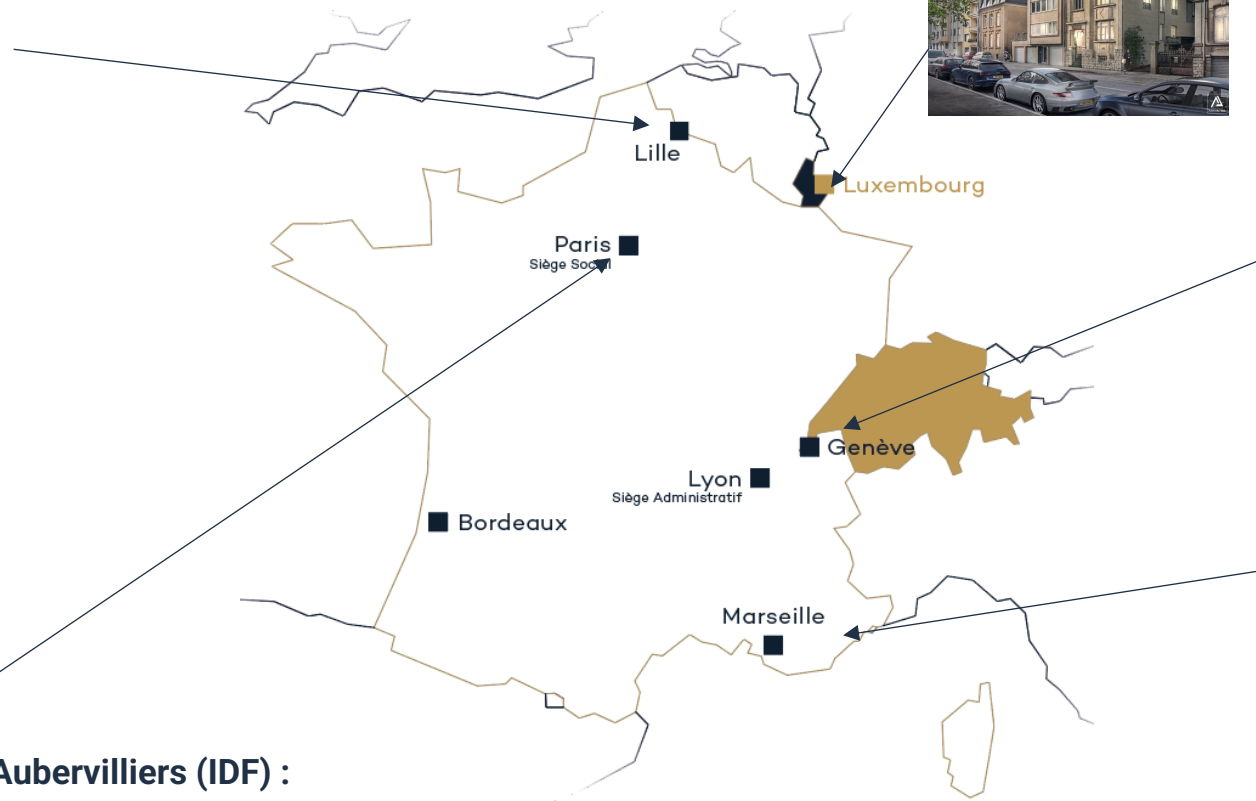 Lille
Luxembourg
Paris
Siège Social
Genève
Lyon
Siège Administratif
Bordeaux
Marseille
Aubervilliers (IDF) :